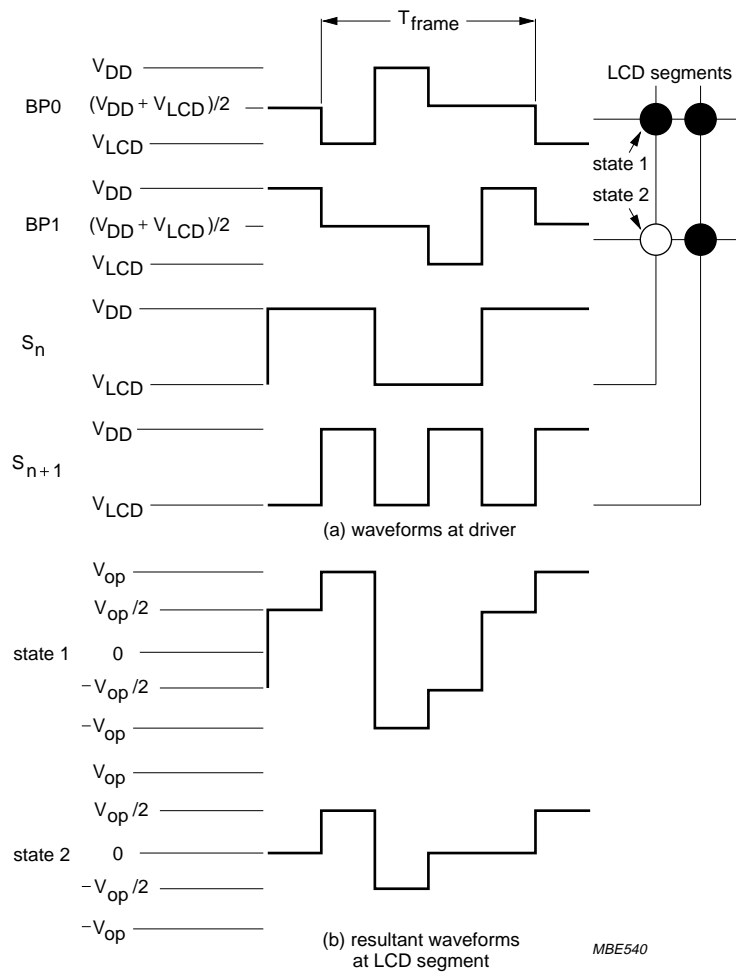 Tframe
VDD
BP0 (VDD + VLCD)/2
VLCD
LCD segments
state 1
state 2
VDD
BP1 (VDD + VLCD)/2
VLCD
VDD
Sn
VLCD
VDD
Sn + 1
VLCD
(a) waveforms at driver
Vop
Vop/2
state 1 0
−Vop/2
−Vop
Vop
Vop/2
state 2 0
−Vop/2
−Vop
(b) resultant waveforms
at LCD segment
MBE540